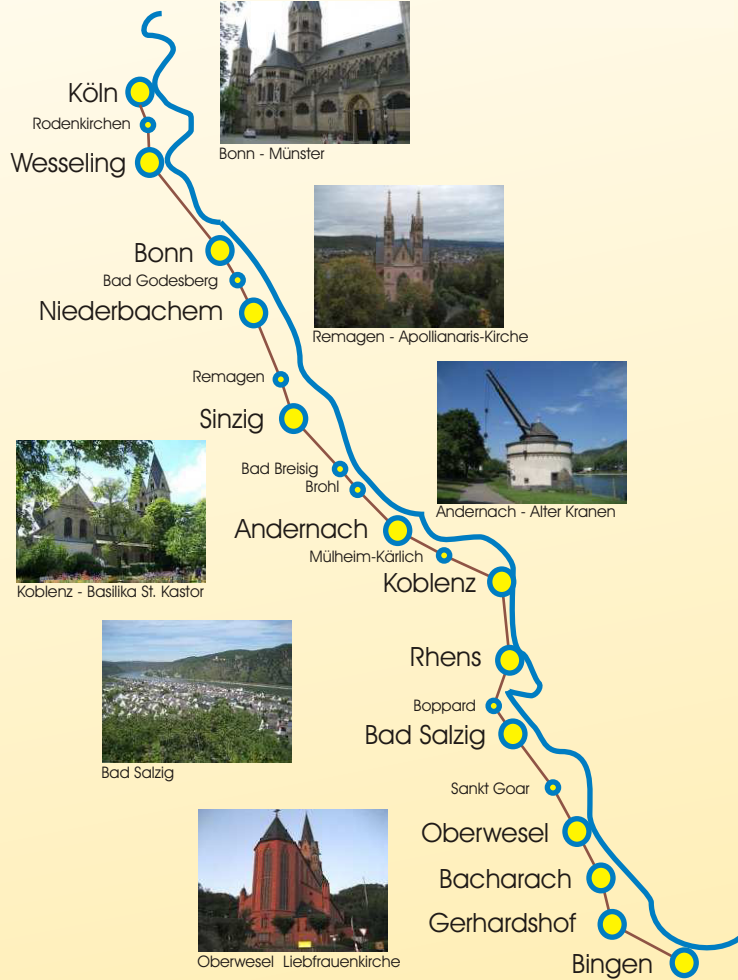 Köln
Rodenkirchen
Bonn - Münster
Wesseling
Bonn
Bad Godesberg
Niederbachem
Remagen - Apollianaris-Kirche
Remagen
Sinzig
Bad Breisig
Brohl
Andernach - Alter Kranen
Andernach
Mülheim-Kärlich
Koblenz
Koblenz - Basilika St. Kastor
Rhens
Boppard
Bad Salzig
Bad Salzig
Sankt Goar
Oberwesel
Bacharach
Gerhardshof
Oberwesel Liebfrauenkirche
Bingen